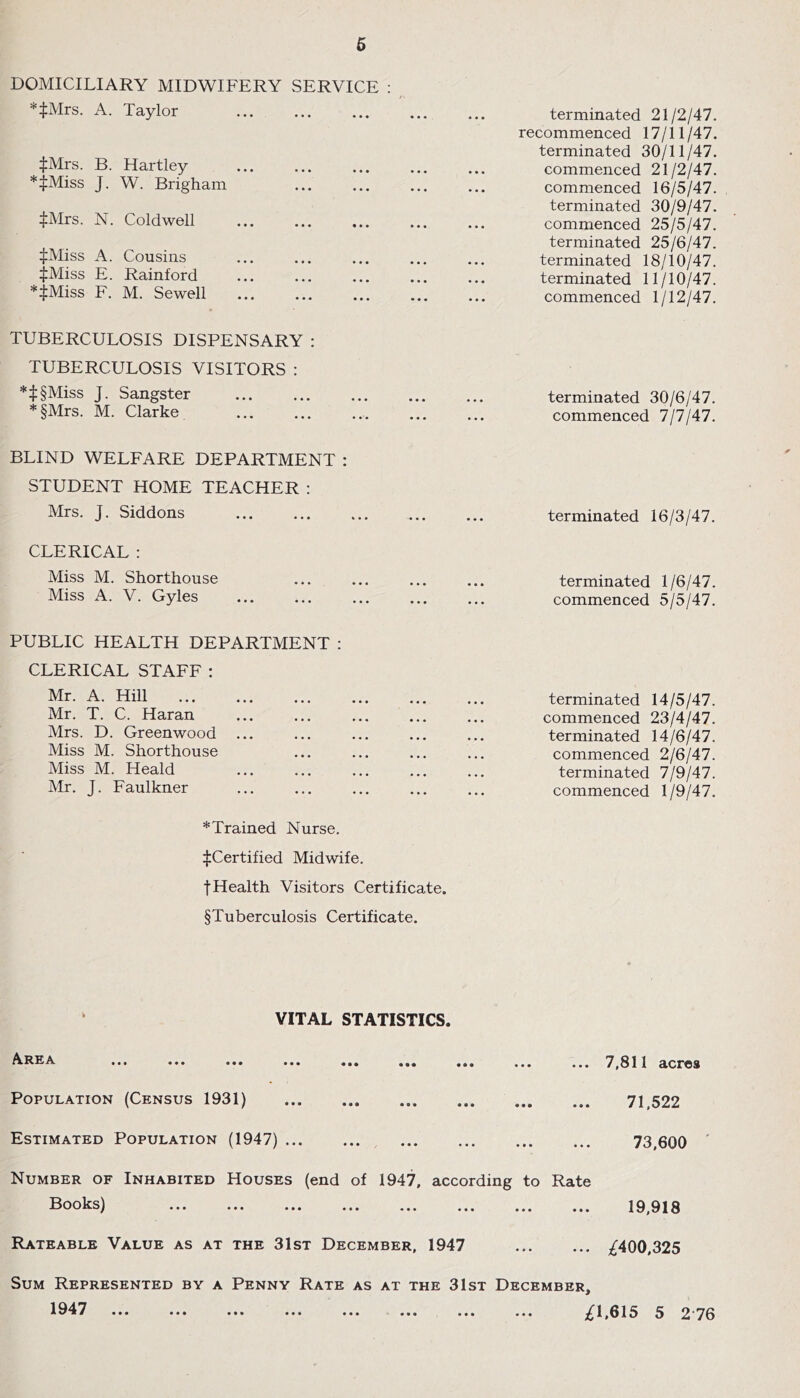 5
DOMICILIARY MIDWIFERY SERVICE :
*‡Mrs. A. Taylor ... ... ... ... ... terminated 21/2/47.
recommenced 17/11/47.
terminated 30/11/47.
‡Mrs. B. Hartley ... ... ... ... ... commenced 21/2/47.
*‡Miss J. W. Brigham ... ... ... ... commenced 16/5/47.
terminated 30/9/47.
‡Mrs. N. Coldwell ... ... ... ... ... commenced 25/5/47.
terminated 25/6/47.
‡Miss A. Cousins ... ... ... ... ... terminated 18/10/47.
‡Miss E. Rainford ... ... ... ... ... terminated 11/10/47.
*‡Miss F. M. Sewell ... ... ... ... ... commenced 1/12/47.
TUBERCULOSIS DISPENSARY :
TUBERCULOSIS VISITORS :
*‡§Miss J. Sangster ... ... ... ... ... terminated 30/6/47.
*§Mrs. M. Clarke ... ... ... ... ... commenced 7/7/47.
BLIND WELFARE DEPARTMENT :
STUDENT HOME TEACHER :
Mrs. J. Siddons ... ... ... ... ... terminated 16/3/47.
CLERICAL :
Miss M. Shorthouse ... ... ... ... terminated 1/6/47.
Miss A. V. Gyles ... ... ... ... ... commenced 5/5/47.
PUBLIC HEALTH DEPARTMENT :
CLERICAL STAFF :
Mr. A. Hill ... ... ... ... ... ... terminated 14/5/47.
Mr. T. C. Haran ... ... ... ... ... commenced 23/4/47.
Mrs. D. Greenwood ... ... ... ... ... terminated 14/6/47.
Miss M. Shorthouse ... ... ... ... commenced 2/6/47.
Miss M. Heald ... ... ... ... ... terminated 7/9/47.
Mr. J. Faulkner ... ... ... ... ... commenced 1/9/47.
*Trained Nurse.
‡Certified Midwife.
†Health Visitors Certificate.
§Tuberculosis Certificate.
VITAL STATISTICS.
AREA ... ... ... ... ... ... ... ... ... 7,811 acres
POPULATION (CENSUS 1931) ... ... ... ... ... ... 71,522
ESTIMATED POPULATION (1947) ... ... ... ... ... ... 73,600
NUMBER OF INHABITED HOUSES (end of 1947, according to Rate
Books) ... ... ... ... ... ... ... ... 19,918
RATEABLE VALUE AS AT THE 31ST DECEMBER, 1947 ... ... £400,325
SUM REPRESENTED BY A PENNY RATE AS AT THE 31ST DECEMBER,
1947 ... ... ... ... ... ... ... ... £1,615 5 2·76